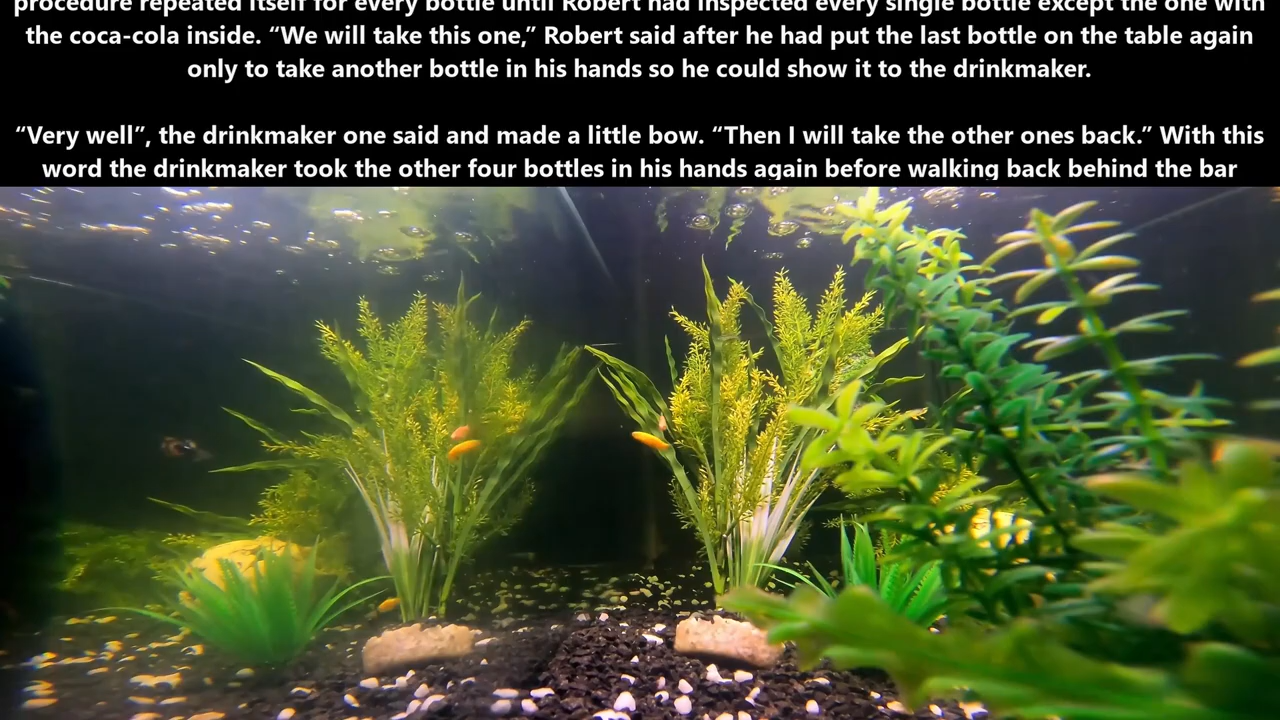 procedure repeated itself for every bottle until Robert had inspected every single bottle except the one with
the coca-cola inside. “We will take this one,” Robert said after he had put the last bottle on the table again
only to take another bottle in his hands so he could show it to the drinkmaker.
“Very well”, the drinkmaker one said and made a little bow. “Then I will take the other ones back.” With this
word the drinkmaker took the other four bottles in his hands again before walking back behind the bar